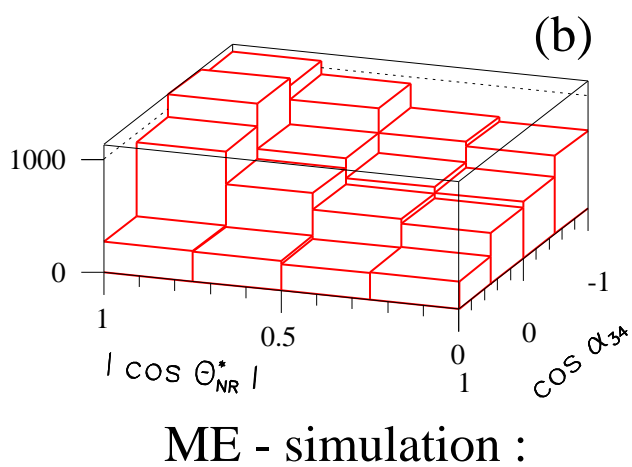 (b)
1000
0
1
0.5
0
1
0
-1
| COS Θ*NR |
COS α34
ME - simulation :